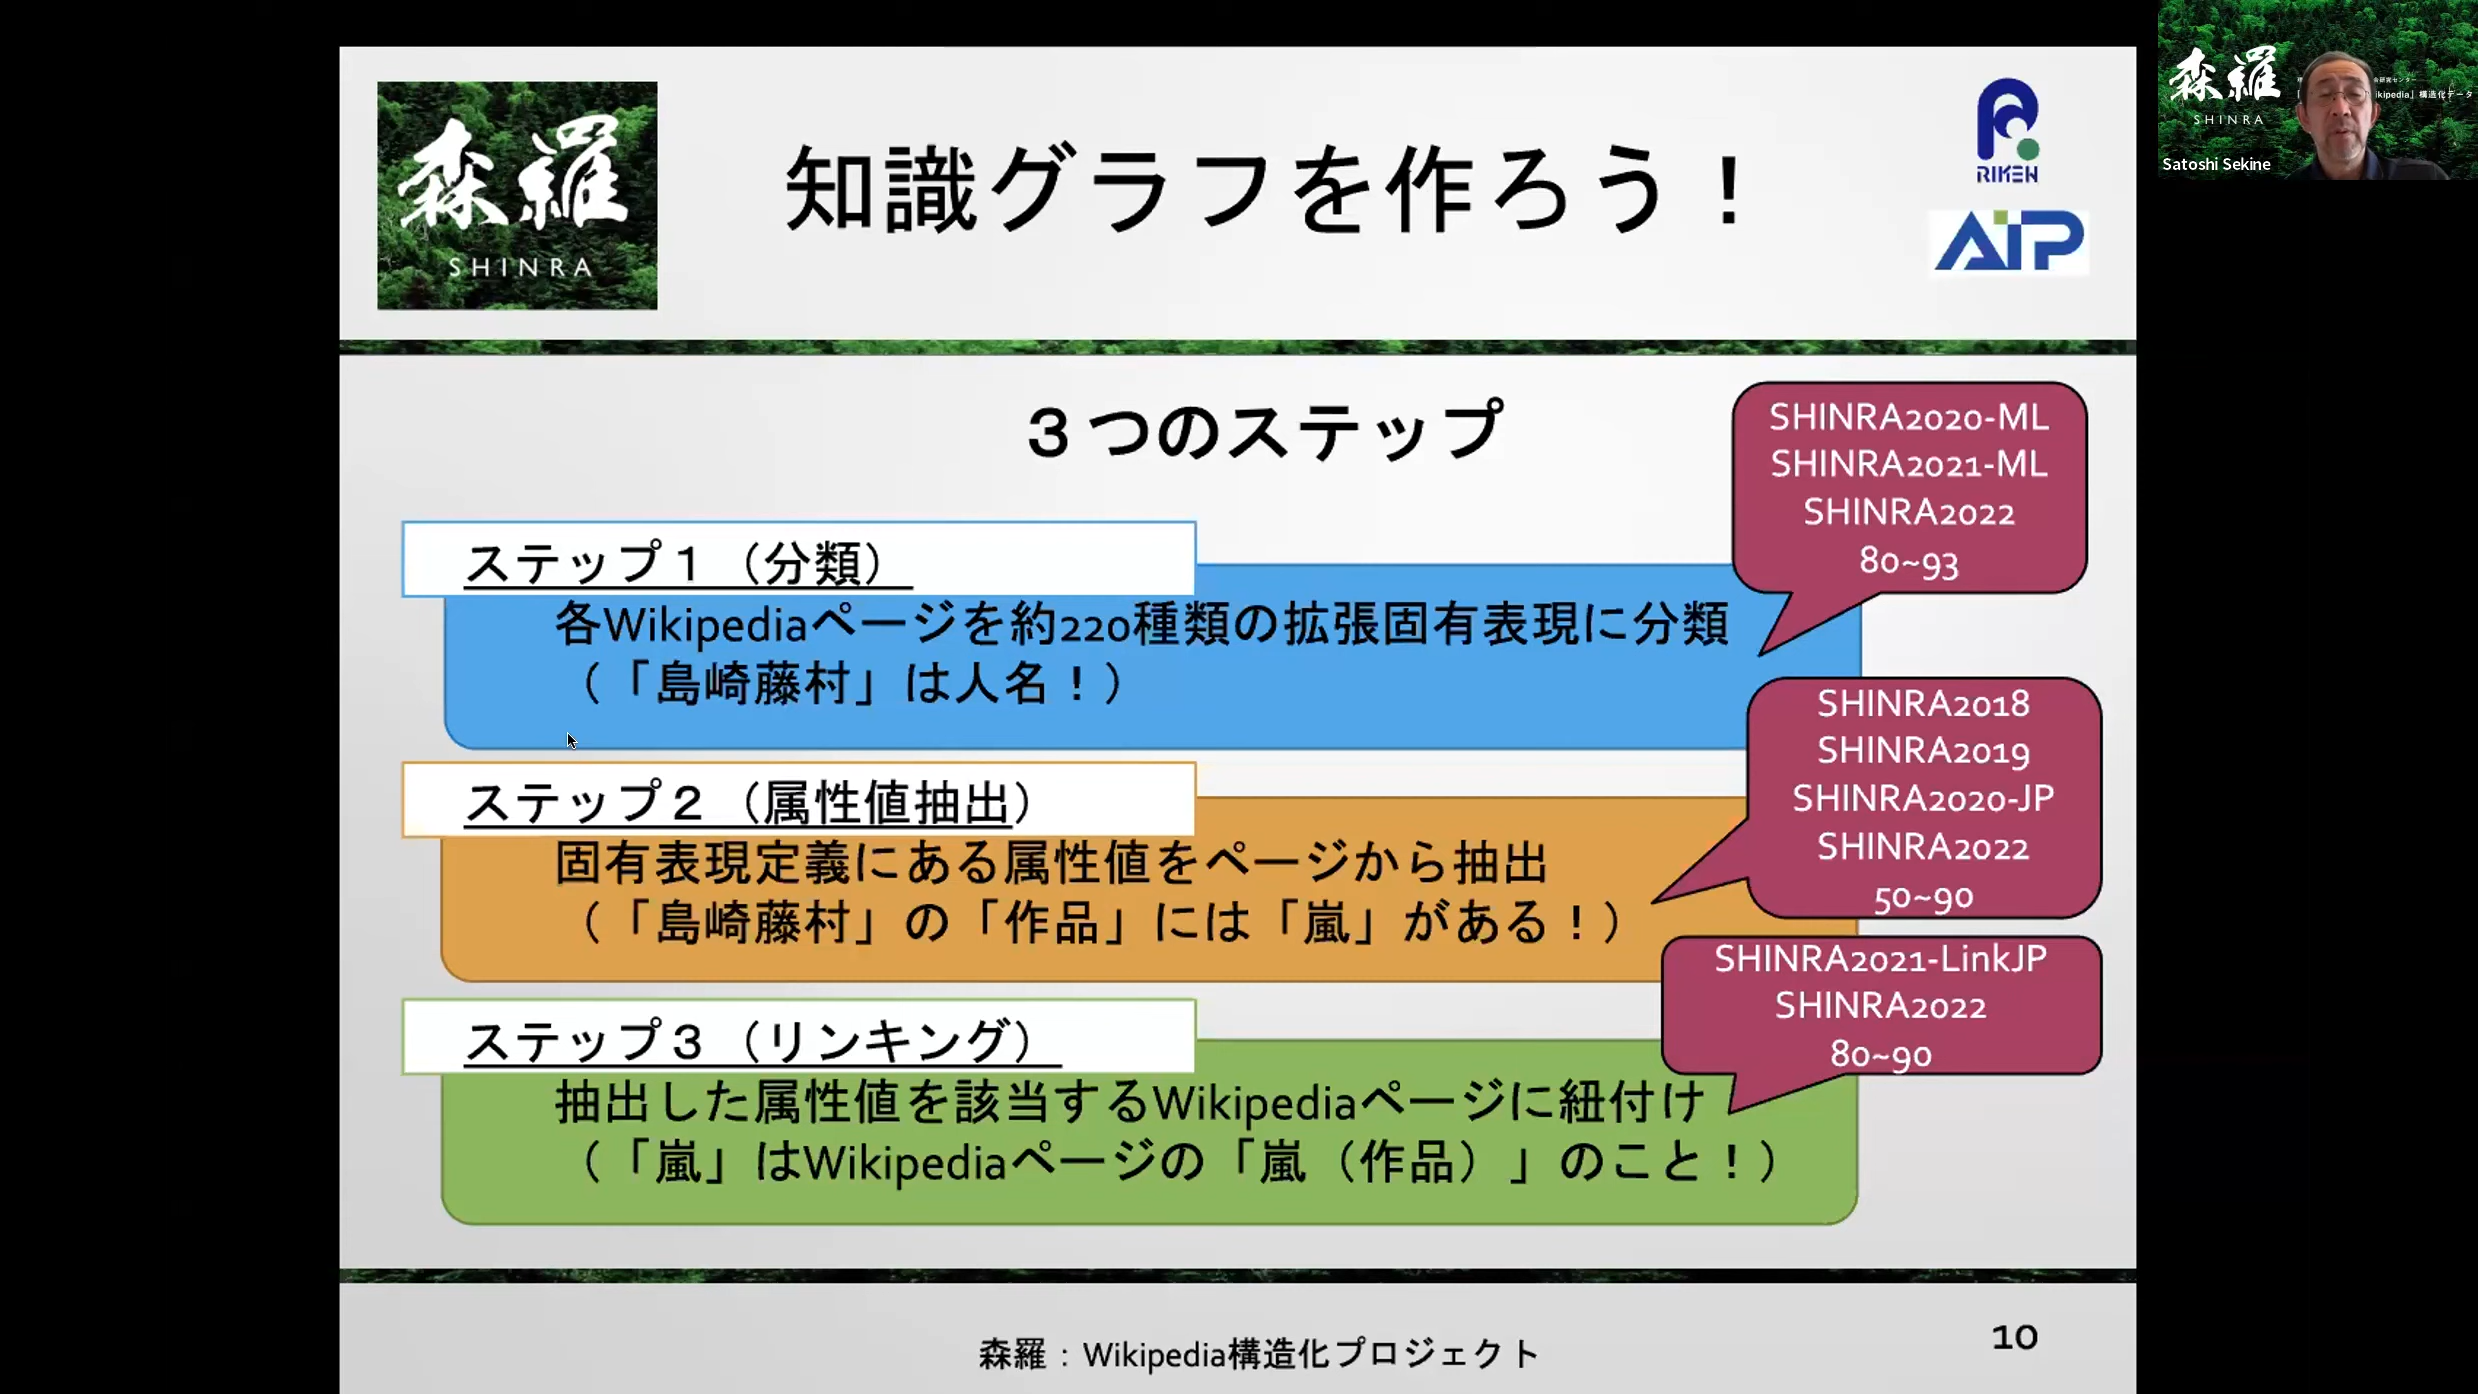 森羅
SHINRA
知識グラフを作ろう！
RIKEN
AIP
森羅
SHINRA
Satoshi Sekine
３つのステップ
SHINRA2020-ML
SHINRA2021-ML
SHINRA2022
80~93
ステップ１（分類）
各Wikipediaページを約220種類の拡張固有表現に分類
（「島崎藤村」は人名！）
SHINRA2018
SHINRA2019
SHINRA2020-JP
SHINRA2022
50~90
ステップ２（属性値抽出）
固有表現定義にある属性値をページから抽出
（「島崎藤村」の「作品」には「嵐」がある！）
SHINRA2021-LinkJP
SHINRA2022
80~90
ステップ３（リンキング）
抽出した属性値を該当するWikipediaページに紐付け
（「嵐」はWikipediaページの「嵐（作品）」のこと！）
森羅：Wikipedia構造化プロジェクト
10